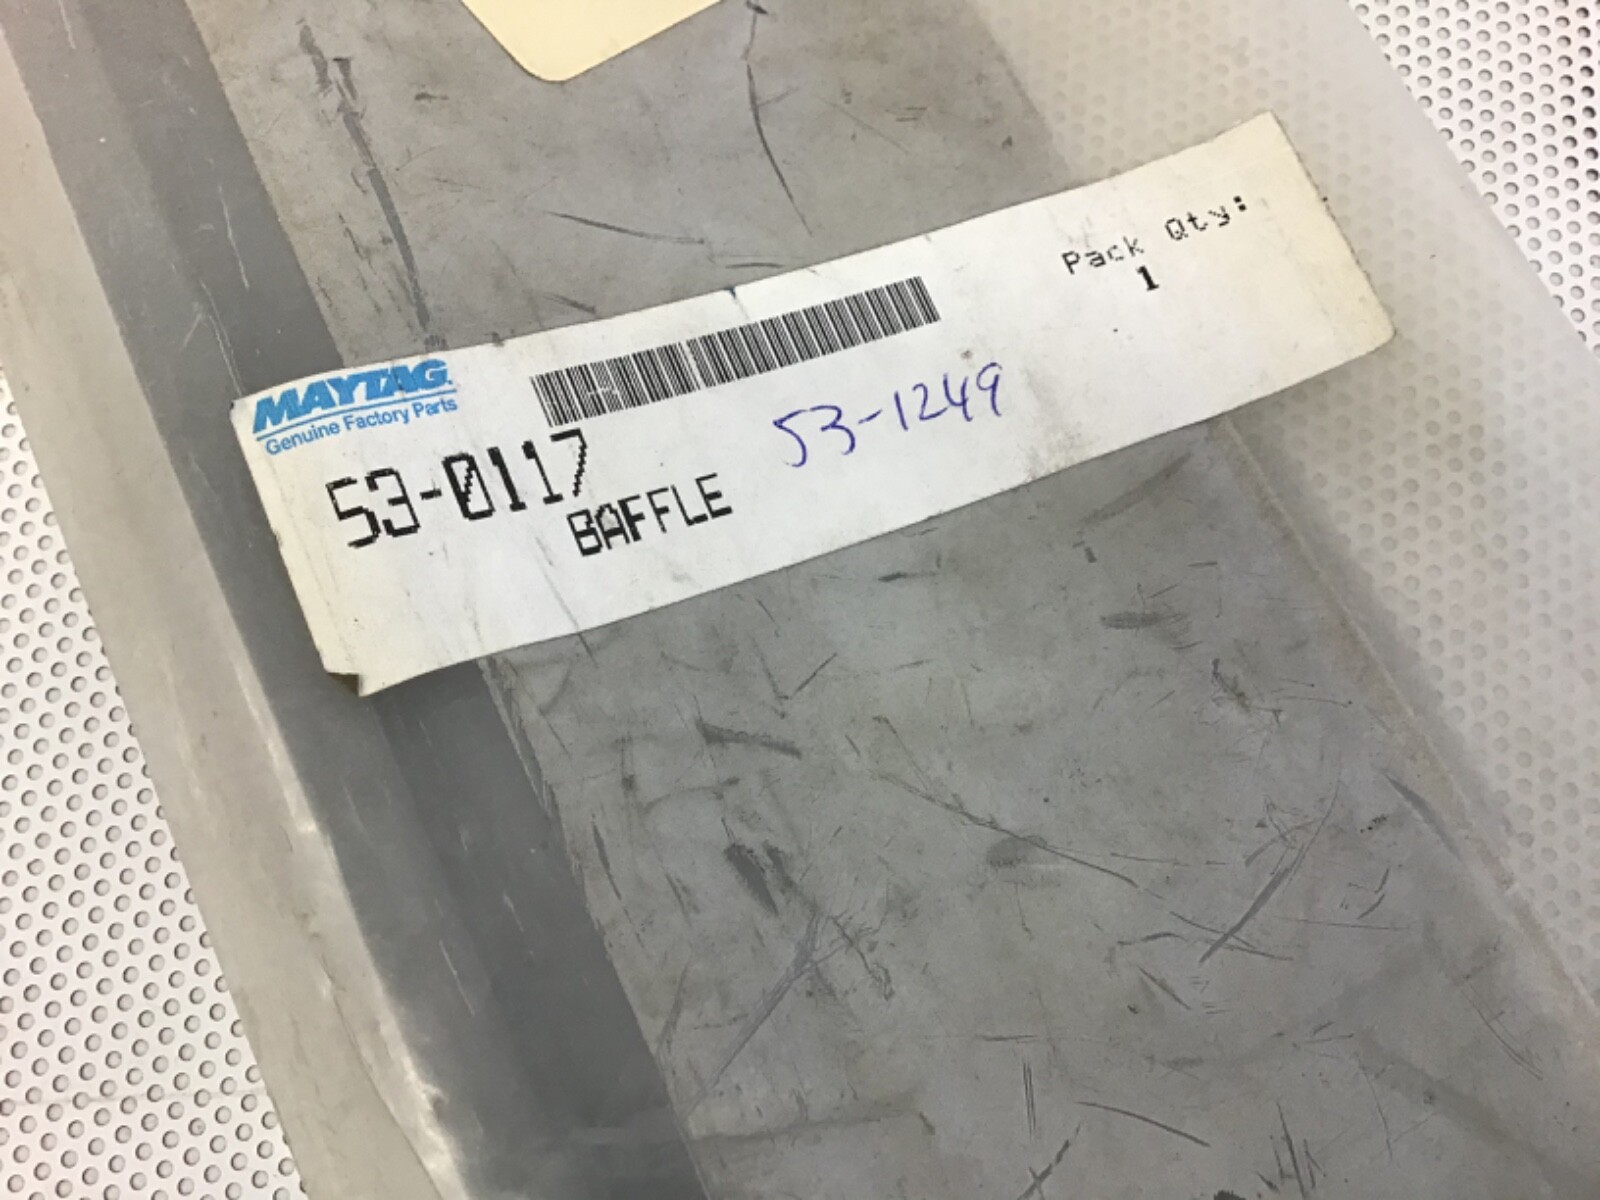 MAYTAG
Genuine Factory Parts
Pack Qty:
1
53-0117
BAFFLE
53-1249